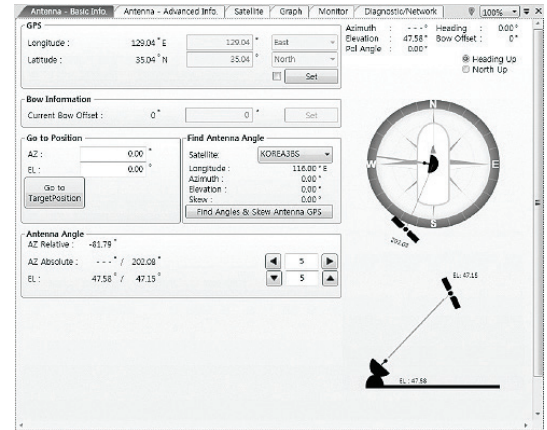 Antenna - Basic Info. Antenna - Advanced Info. Satellite Graph Monitor Diagnostic/Network 100%
GPS
Longitude : 129.04 °E 129.04 ° East
Latitude : 35.04 °N 35.04 ° North
Set
Bow Information
Current Bow Offset : 0° 0 ° Set
Go to Position
AZ : 0.00 °
EL : 0.00 °
Go to
TargetPosition
Find Antenna Angle
Satellite: KOREA3BS
Longitude : 116.00 °E
Azimuth : 0.00 °
Elevation : 0.00 °
Skew : 0.00 °
Find Angles & Skew Antenna GPS
Antenna Angle
AZ Relative : -81.79 °
AZ Absolute : ---° / 202.08 ° 5
EL : 47.58 ° / 47.15 ° 5
Azimuth : ---° Heading : 0.00°
Elevation : 47.58° Bow Offset : 0°
Pol Angle : 0.00°
Heading Up
North Up
N
W
E
S
202.08
EL: 47.15
EL : 47.58